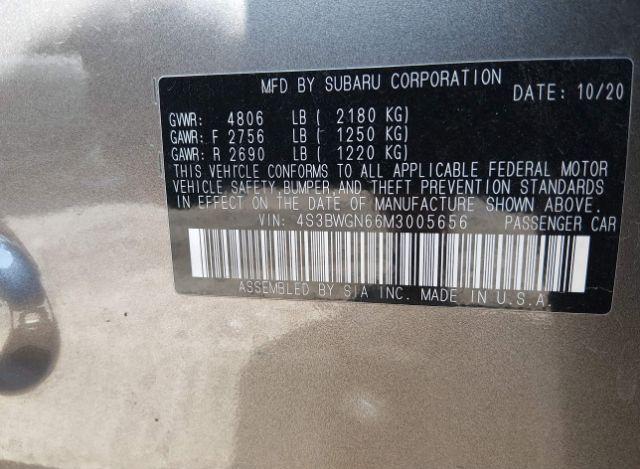 MFD BY SUBARU CORPORATION
DATE: 10/20
GVWR: 4806 LB ( 2180 KG)
GAWR: F 2756 LB ( 1250 KG)
GAWR: R 2690 LB ( 1220 KG)
THIS VEHICLE CONFORMS TO ALL APPLICABLE FEDERAL MOTOR
VEHICLE SAFETY, BUMPER, AND THEFT PREVENTION STANDARDS
IN EFFECT ON THE DATE OF MANUFACTURE SHOWN ABOVE.
VIN: 4S3BWGN66M3005656 PASSENGER CAR
ASSEMBLED BY SIA INC. MADE IN U.S.A.